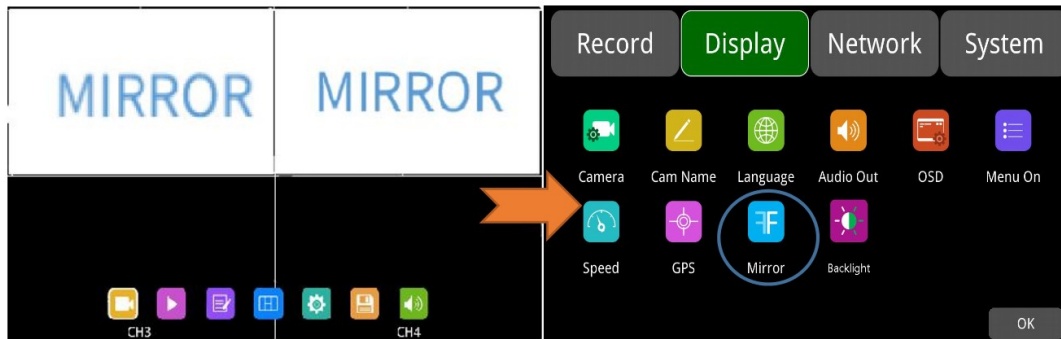 MIRROR
MIRROR
CH3
CH4
Record
Display
Network
System
Camera
Cam Name
Language
Audio Out
OSD
Menu On
Speed
GPS
Mirror
Backlight
OK